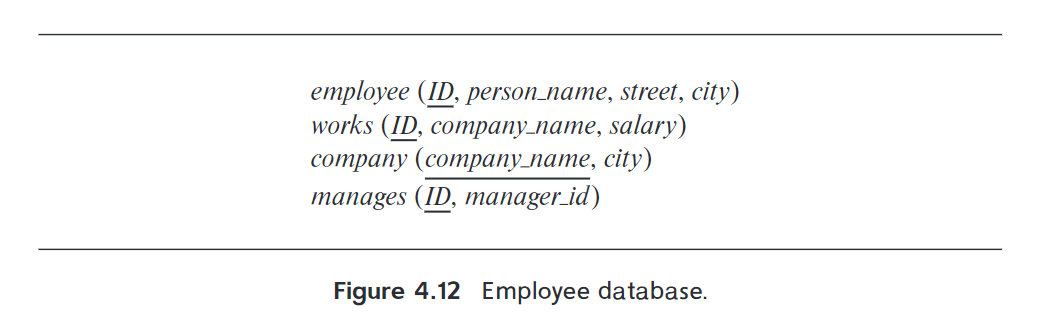 employee (ID, person_name, street, city)
works (ID, company_name, salary)
company (company_name, city)
manages (ID, manager_id)
Figure 4.12 Employee database.